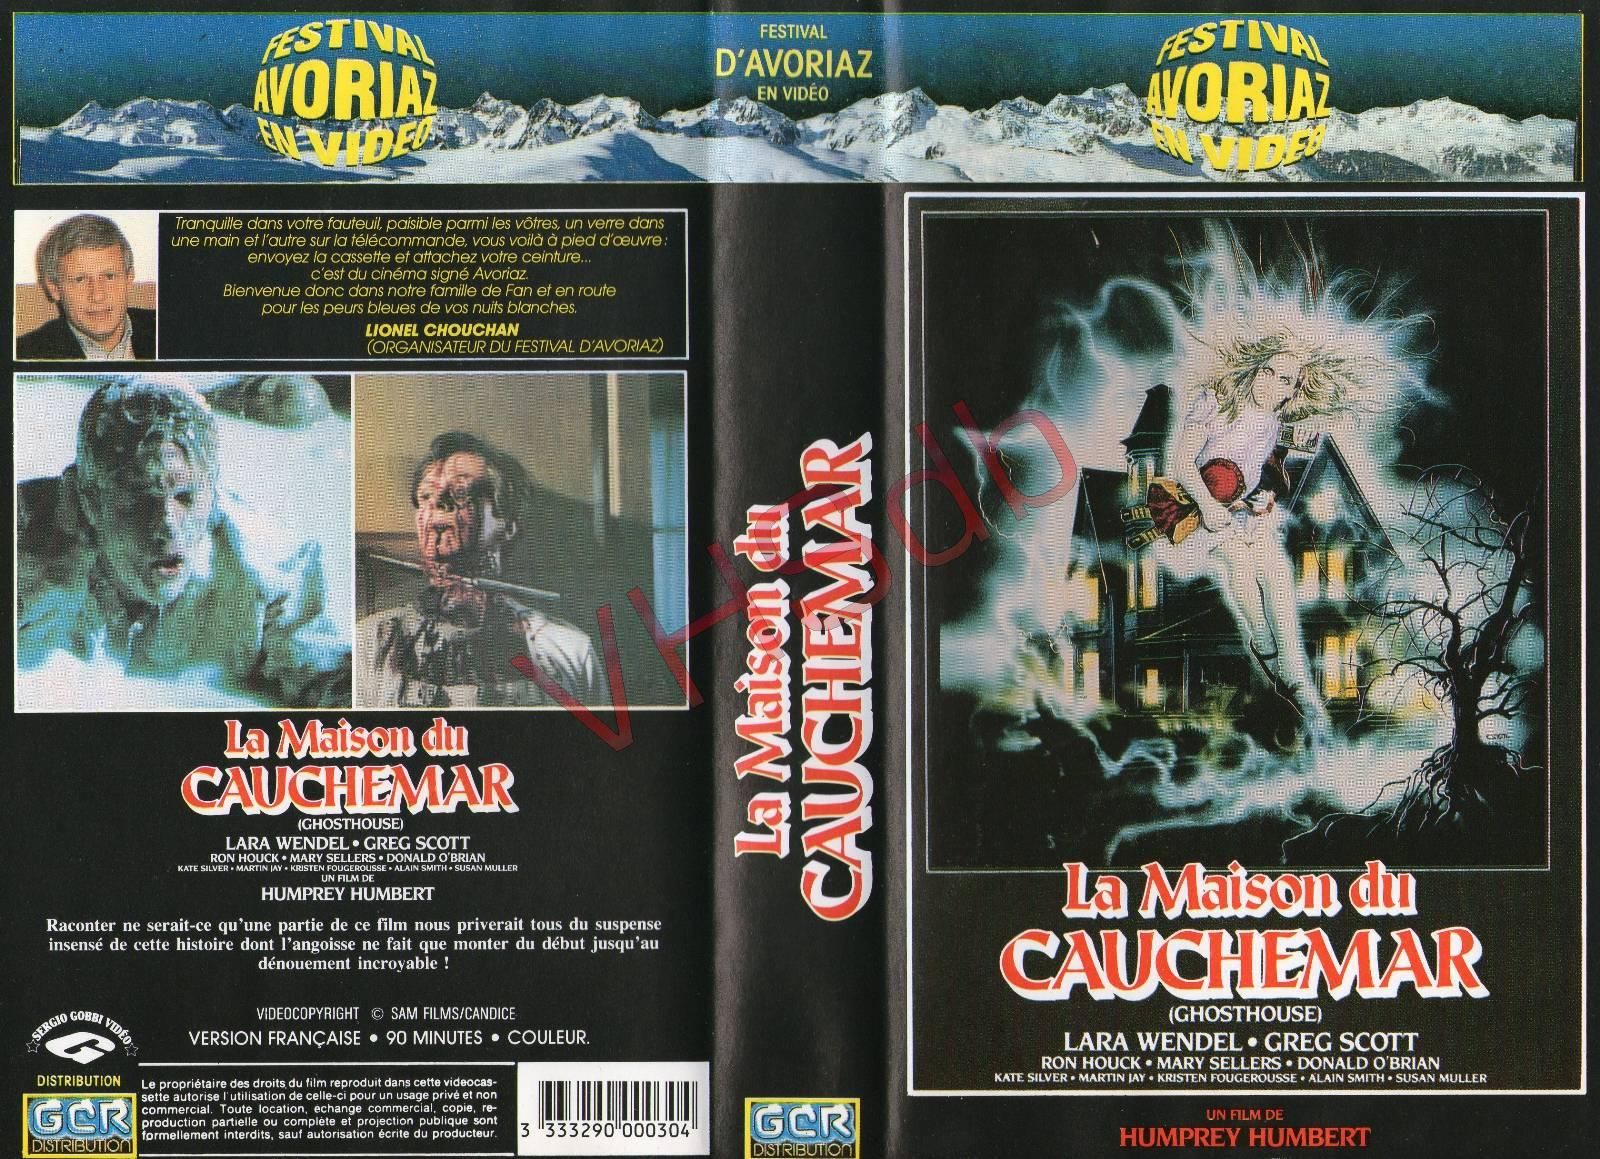 FESTIVAL
AVORIAZ
EN VIDEO
FESTIVAL
D'AVORIAZ
EN VIDÉO
FESTIVAL
AVORIAZ
EN VIDEO
Tranquille dans votre fauteuil, paísible parmi les vôtres, un verre dans
une main et l'autre sur la télécommande, vous voilà à pied d'œuvre :
envoyez la cassette et attachez votre ceinture...
c'est du cinéma signé Avoriaz.
Bienvenue donc dans notre famille de Fan et en route
pour les peurs bleues de vos nuits blanches.
LIONEL CHOUCHAN
(ORGANISATEUR DU FESTIVAL D'AVORIAZ)
La Maison du
CAUCHEMAR
(GHOSTHOUSE)
LARA WENDEL • GREG SCOTT
RON HOUCK • MARY SELLERS • DONALD O'BRIAN
KATE SILVER • MARTIN JAY • KRISTEN FOUGEROUSSE • ALAIN SMITH • SUSAN MULLER
UN FILM DE
HUMPREY HUMBERT
Raconter ne serait-ce qu'une partie de ce film nous priverait tous du suspense
insensé de cette histoire dont l'angoisse ne fait que monter du début jusqu'au
dénouement incroyable !
VIDEOCOPYRIGHT © SAM FILMS/CANDICE
VERSION FRANÇAISE • 90 MINUTES • COULEUR.
SERGIO GOBBI VIDÉO
DISTRIBUTION
GCR
DISTRIBUTION
Le propriétaire des droits du film reproduit dans cette videocas-
sette autorise l'utilisation de celle-ci pour un usage privé et non
commercial. Toute location, échange commercial, copie, re-
production partielle ou complète et projection publique sont
formellement interdits, sauf autorisation écrite du producteur.
3 333290 000304
La Maison du
CAUCHEMAR
GCR
DISTRIBUTION
VHSdb
La Maison du
CAUCHEMAR
(GHOSTHOUSE)
LARA WENDEL • GREG SCOTT
RON HOUCK • MARY SELLERS • DONALD O'BRIAN
KATE SILVER • MARTIN JAY • KRISTEN FOUGEROUSSE • ALAIN SMITH • SUSAN MULLER
UN FILM DE
HUMPREY HUMBERT